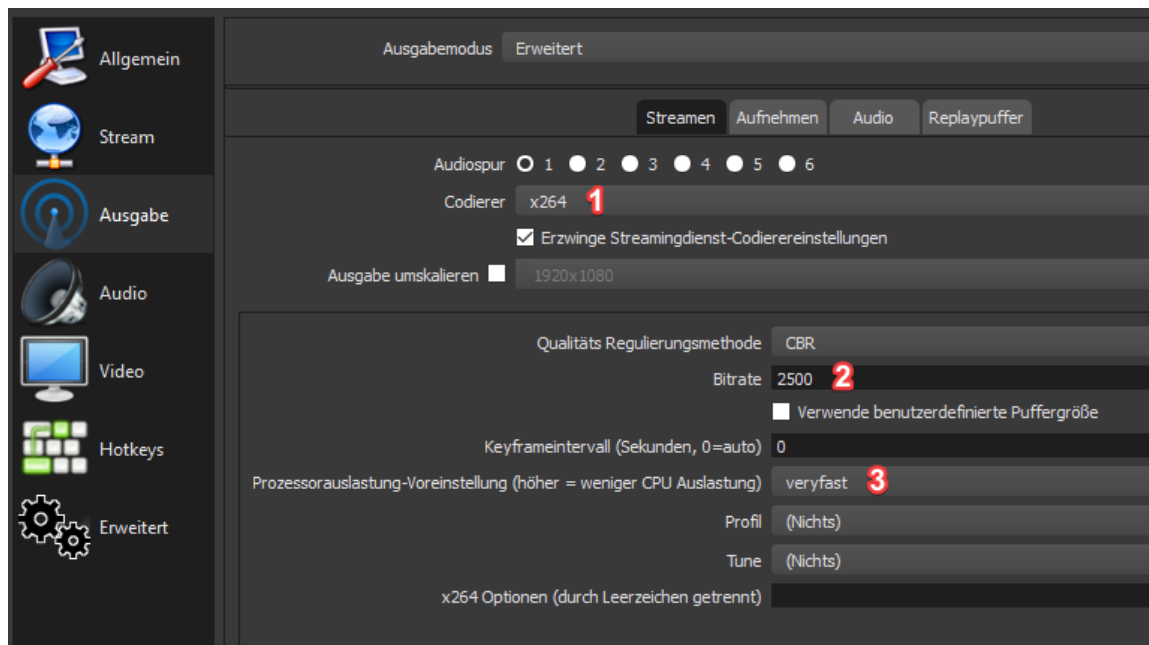 Allgemein
Stream
Ausgabe
Audio
Video
Hotkeys
Erweitert
Ausgabemodus Erweitert
Streamen Aufnehmen Audio Replaypuffer
Audiospur 1 2 3 4 5 6
Codierer x264 1
Erzwinge Streamingdienst-Codierereinstellungen
Ausgabe umskalieren 1920x1080
Qualitäts Regulierungsmethode CBR
Bitrate 2500 2
Verwende benutzerdefinierte Puffergröße
Keyframeintervall (Sekunden, 0=auto) 0
Prozessorauslastung-Voreinstellung (höher = weniger CPU Auslastung) veryfast 3
Profil (Nichts)
Tune (Nichts)
x264 Optionen (durch Leerzeichen getrennt)